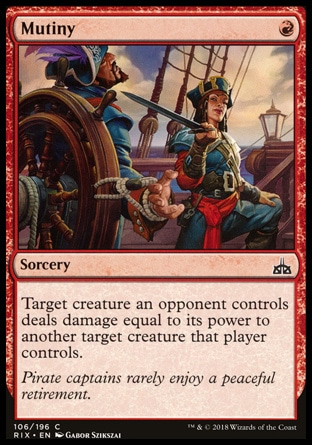 Mutiny
Sorcery
Target creature an opponent controls
deals damage equal to its power to
another target creature that player
controls.
Pirate captains rarely enjoy a peaceful
retirement.
106/196 C
RIX • EN GABOR SZIKSZAI
™ & © 2018 Wizards of the Coast